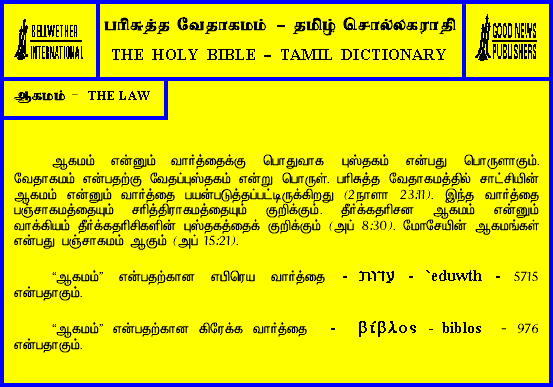 BELLWETHER
INTERNATIONAL
பரிசுத்த வேதாகமம் – தமிழ் சொல்லகராதி
THE HOLY BIBLE – TAMIL DICTIONARY
GOOD NEWS
PUBLISHERS
ஆகமம் – THE LAW
ஆகமம் என்னும் வார்த்தைக்கு பொதுவாக புஸ்தகம் என்பது பொருளாகும்.
வேதாகமம் என்பதற்கு வேதப்புஸ்தகம் என்று பொருள். பரிசுத்த வேதாகமத்தில் சாட்சியின்
ஆகமம் என்னும் வார்த்தை பயன்படுத்தப்பட்டிருக்கிறது (2நாளா 23:11). இந்த வார்த்தை
பஞ்சாகமத்தையும் சரித்திராகமத்தையும் குறிக்கும். தீர்க்கதரிசன ஆகமம் என்னும்
வாக்கியம் தீர்க்கதரிசிகளின் புஸ்தகத்தைக் குறிக்கும் (அப் 8:30). மோசேயின் ஆகமங்கள்
என்பது பஞ்சாகமம் ஆகும் (அப் 15:21).
“ஆகமம்” என்பதற்கான எபிரெய வார்த்தை - - `eduwth - 5715
என்பதாகும்.
“ஆகமம்” என்பதற்கான கிரேக்க வார்த்தை - βίβλος - biblos - 976
என்பதாகும்.